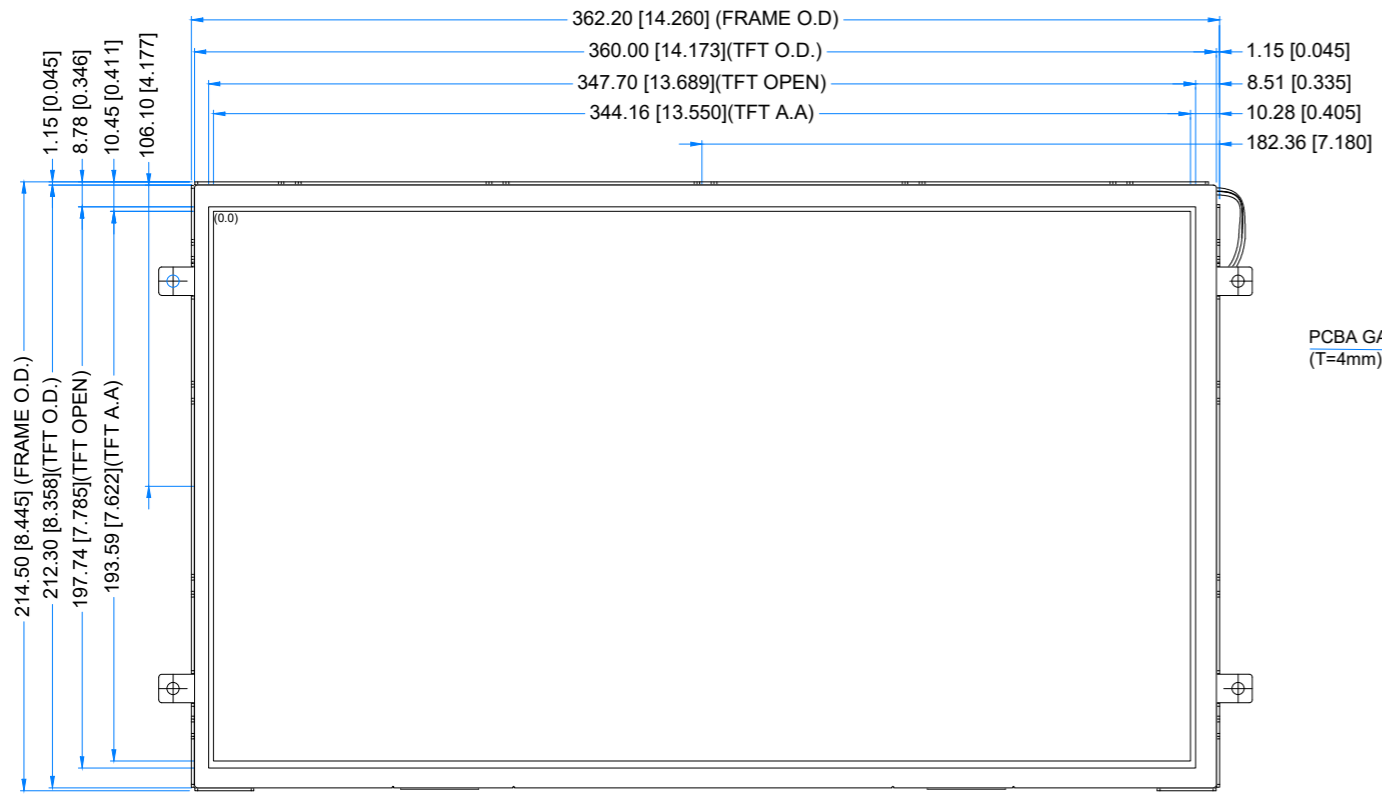 362.20 [14.260] (FRAME O.D)
360.00 [14.173](TFT O.D.)
1.15 [0.045]
347.70 [13.689](TFT OPEN)
8.51 [0.335]
344.16 [13.550](TFT A.A)
10.28 [0.405]
182.36 [7.180]
1.15 [0.045]
8.78 [0.346]
10.45 [0.411]
106.10 [4.177]
(0.0)
214.50 [8.445] (FRAME O.D.)
212.30 [8.358](TFT O.D.)
197.74 [7.785](TFT OPEN)
193.59 [7.622](TFT A.A)
PCBA GA
(T=4mm)